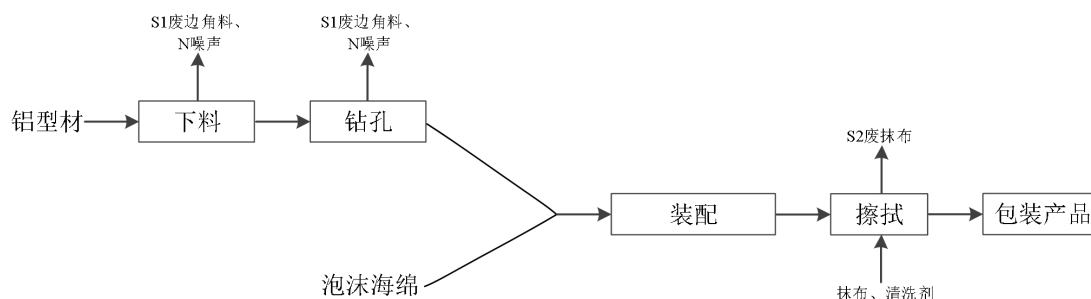 S1废边角料、
N噪声
S1废边角料、
N噪声
铝型材
下料
钻孔
S2废抹布
装配
擦拭
包装产品
泡沫海绵
抹布、清洗剂